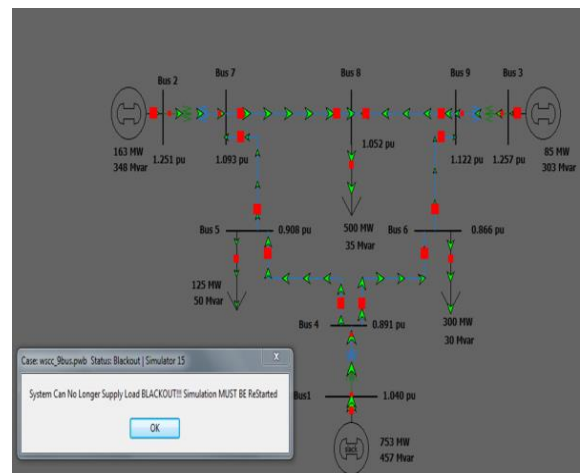 Bus 2
Bus 7
Bus 8
Bus 9
Bus 3
163 MW
348 Mvar
1.251 pu
1.093 pu
1.052 pu
1.122 pu
1.257 pu
85 MW
303 Mvar
Bus 5
0.908 pu
500 MW
35 Mvar
Bus 6
0.866 pu
125 MW
50 Mvar
300 MW
30 Mvar
Bus 4
0.891 pu
Case: wscc_9bus.pwb Status: Blackout | Simulator 15
x
System Can No Longer Supply Load BLACKOUT!!! Simulation MUST BE ReStarted
OK
Bus1
1.040 pu
slack
753 MW
457 Mvar